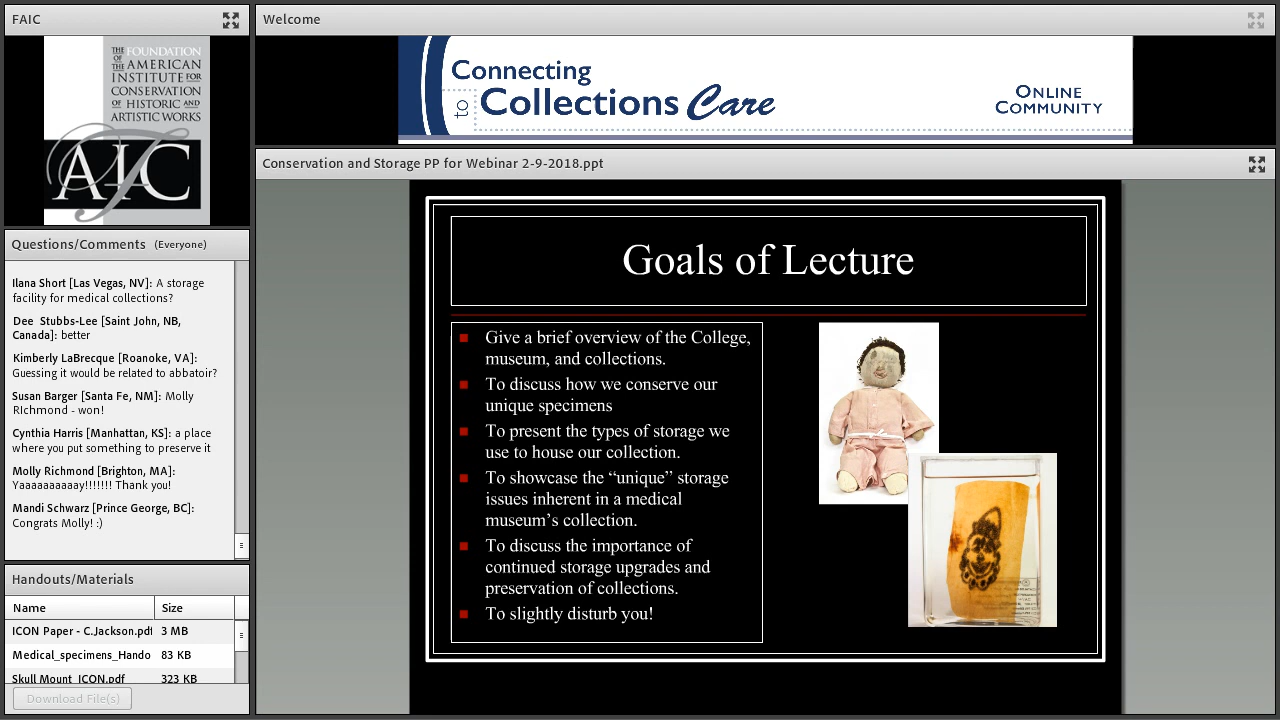 FAIC
THE FOUNDATION
OF THE AMERICAN
INSTITUTE FOR
CONSERVATION
OF HISTORIC AND
ARTISTIC WORKS
AIC
Questions/Comments (Everyone)
Ilana Short [Las Vegas, NV]: A storage
facility for medical collections?
Dee Stubbs-Lee [Saint John, NB,
Canada]: better
Kimberly LaBrecque [Roanoke, VA]:
Guessing it would be related to abbatoir?
Susan Barger [Santa Fe, NM]: Molly
RIchmond - won!
Cynthia Harris [Manhattan, KS]: a place
where you put something to preserve it
Molly Richmond [Brighton, MA]:
Yaaaaaaaaaay!!!!!!! Thank you!
Mandi Schwarz [Prince George, BC]:
Congrats Molly! :)
Handouts/Materials
Name Size
ICON Paper - C.Jackson.pdf 3 MB
Medical_specimens_Hando 83 KB
Skull Mount_ICON.pdf 323 KB
Download File(s)
Welcome
Connecting
to Collections Care
ONLINE
COMMUNITY
Conservation and Storage PP for Webinar 2-9-2018.ppt
Goals of Lecture
Give a brief overview of the College,
museum, and collections.
To discuss how we conserve our
unique specimens
To present the types of storage we
use to house our collection.
To showcase the “unique” storage
issues inherent in a medical
museum’s collection.
To discuss the importance of
continued storage upgrades and
preservation of collections.
To slightly disturb you!